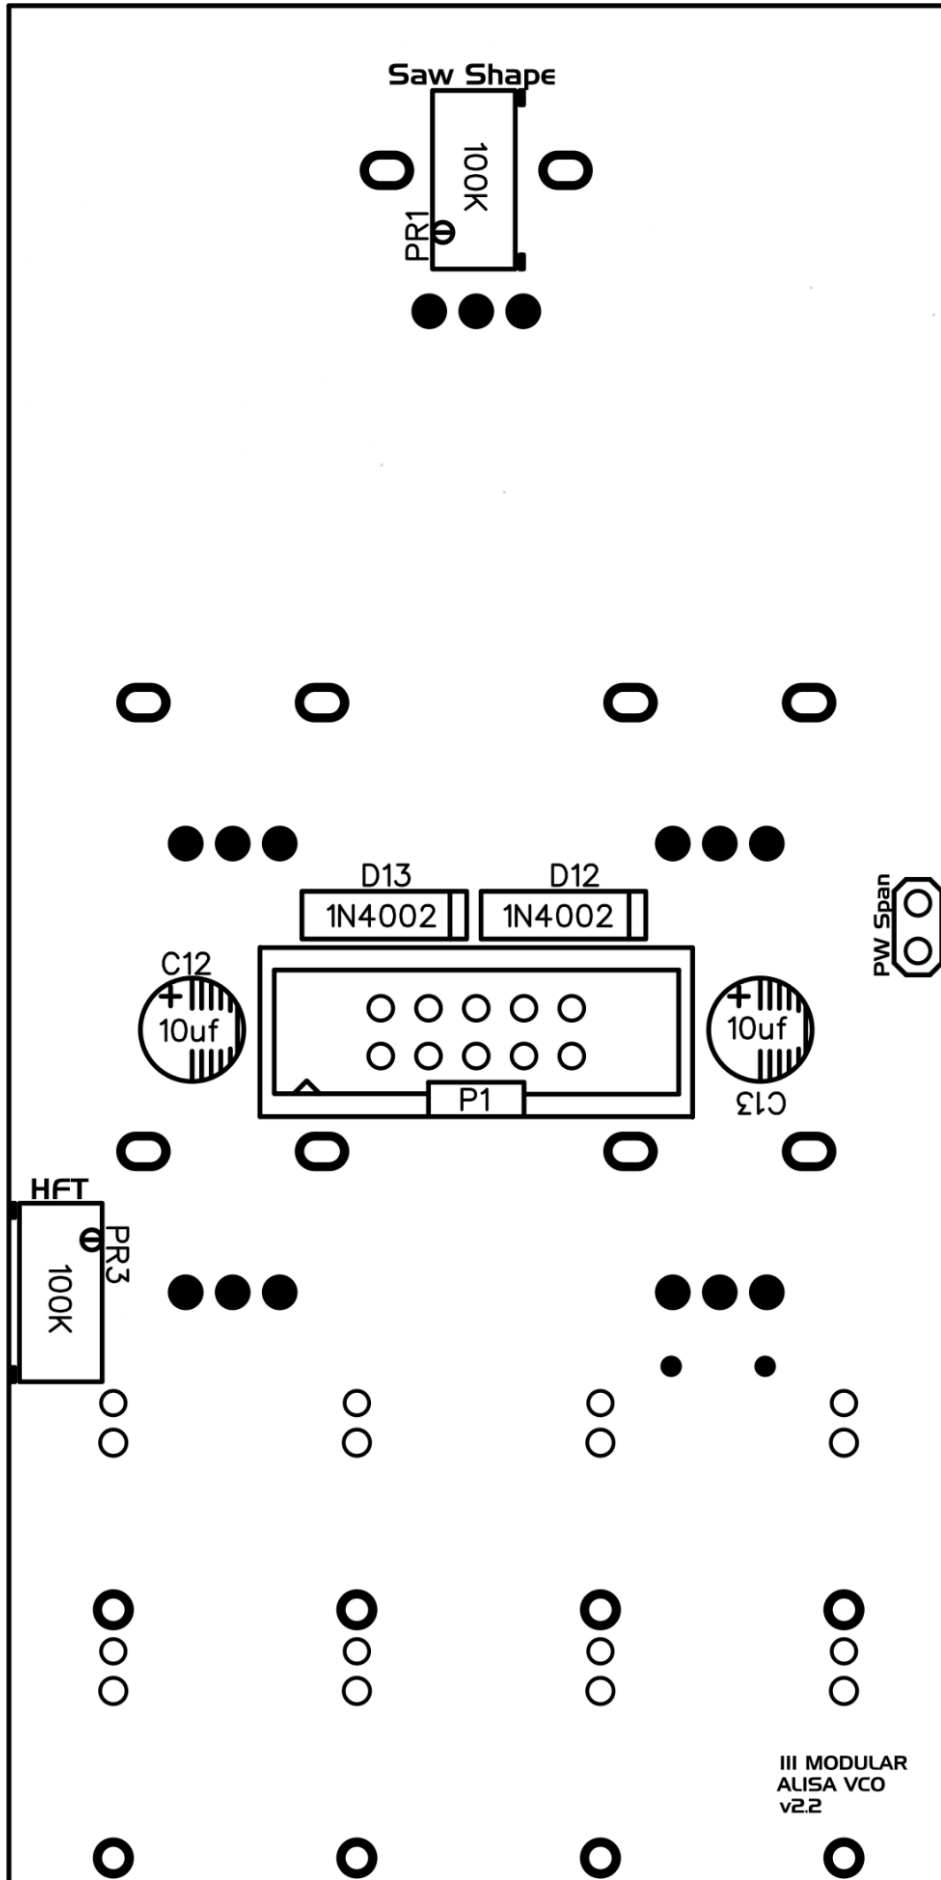 Saw Shape
100K
PR1
D13
D12
1N4002
1N4002
PW Span
C12
+
10uf
+
10uf
C13
P1
HFT
PR3
100K
III MODULAR
ALISA VCO
v2.2